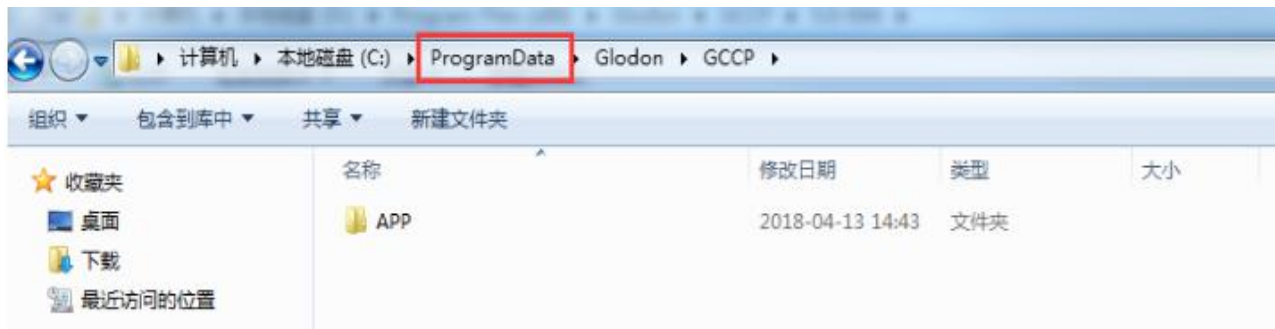 计算机 本地磁盘 (C:) ProgramData Glodon GCCP
组织 包含到库中 共享 新建文件夹
名称 修改日期 类型 大小
收藏夹
APP 2018-04-13 14:43 文件夹
桌面
下载
最近访问的位置